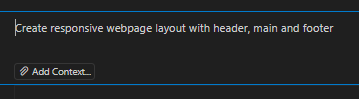 Create responsive webpage layout with header, main and footer
Add Context...